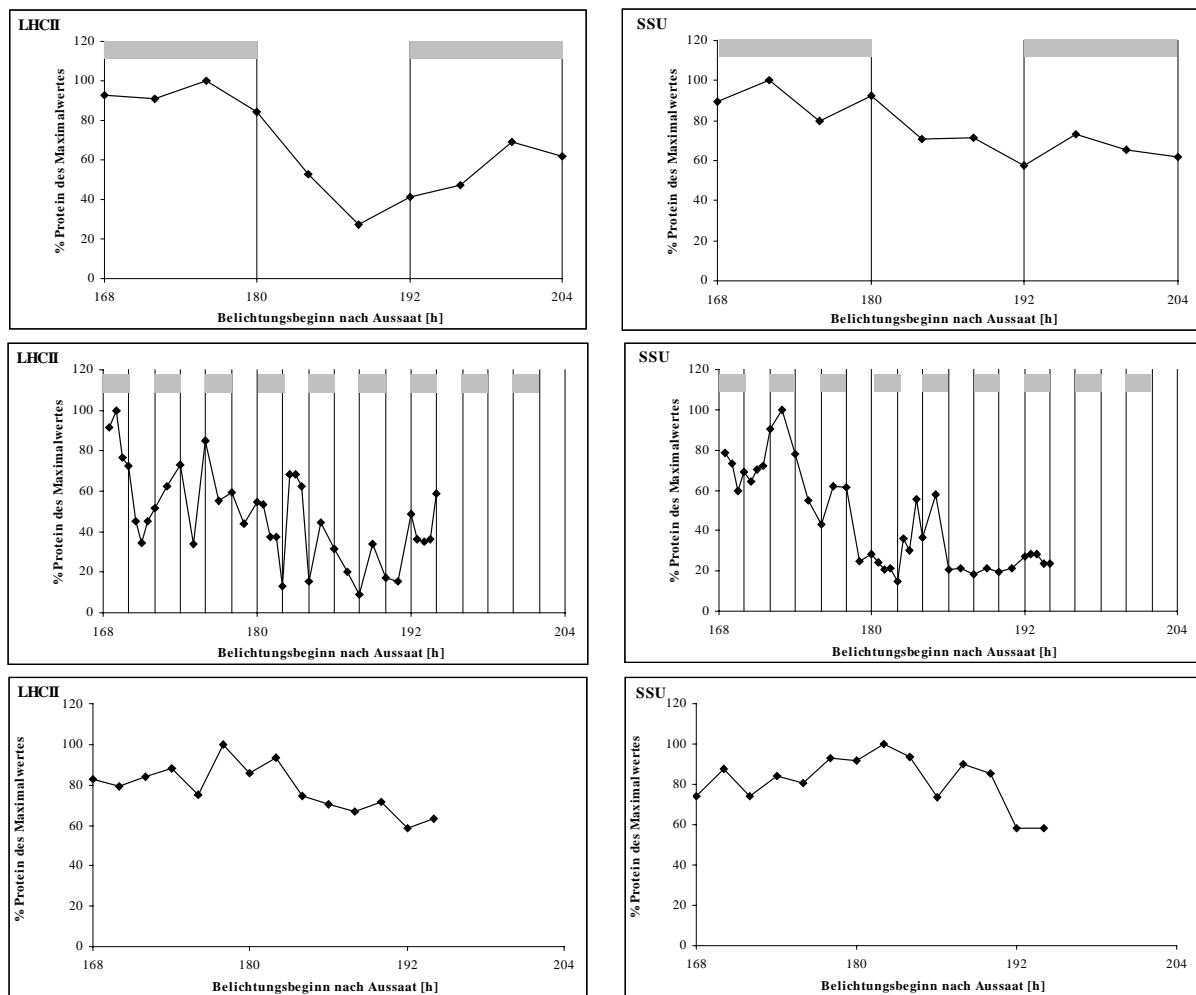 LHCII
120
100
80
60
40
20
0
% Protein des Maximalwertes
168 180 192 204
Belichtungsbeginn nach Aussaat [h]
SSU
120
100
80
60
40
20
0
% Protein des Maximalwertes
168 180 192 204
Belichtungsbeginn nach Aussaat [h]
LHCII
120
100
80
60
40
20
0
% Protein des Maximalwertes
168 180 192 204
Belichtungsbeginn nach Aussaat [h]
SSU
120
100
80
60
40
20
0
% Protein des Maximalwertes
168 180 192 204
Belichtungsbeginn nach Aussaat [h]
LHCII
120
100
80
60
40
20
0
% Protein des Maximalwertes
168 180 192 204
Belichtungsbeginn nach Aussaat [h]
SSU
120
100
80
60
40
20
0
% Protein des Maximalwertes
168 180 192 204
Belichtungsbeginn nach Aussaat [h]